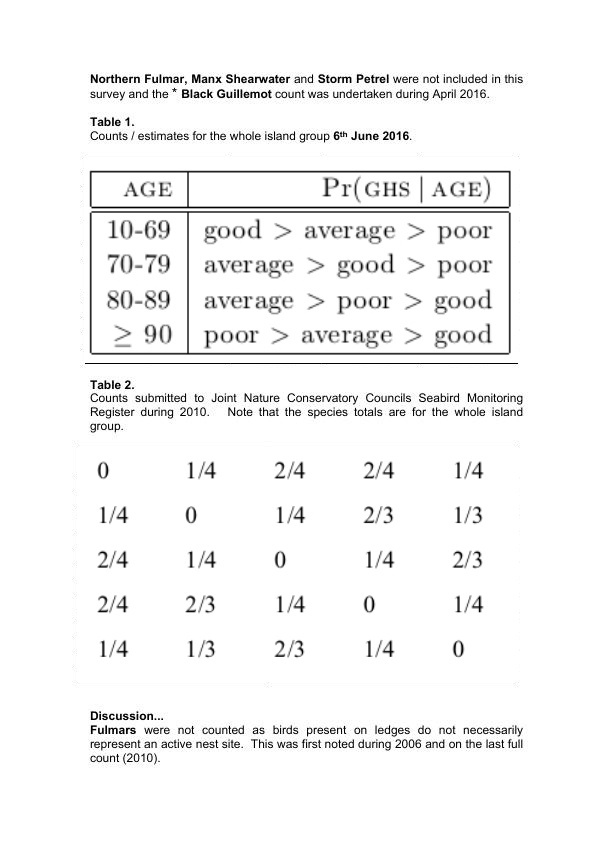 Northern Fulmar, Manx Shearwater and Storm Petrel were not included in this
survey and the * Black Guillemot count was undertaken during April 2016.
Table 1.
Counts / estimates for the whole island group 6th June 2016.
AGE Pr(GHS | AGE)
10-69 good > average > poor
70-79 average > good > poor
80-89 average > poor > good
≥ 90 poor > average > good
Table 2.
Counts submitted to Joint Nature Conservatory Councils Seabird Monitoring
Register during 2010. Note that the species totals are for the whole island
group.
0 1/4 2/4 2/4 1/4
1/4 0 1/4 2/3 1/3
2/4 1/4 0 1/4 2/3
2/4 2/3 1/4 0 1/4
1/4 1/3 2/3 1/4 0
Discussion...
Fulmars were not counted as birds present on ledges do not necessarily
represent an active nest site. This was first noted during 2006 and on the last full
count (2010).